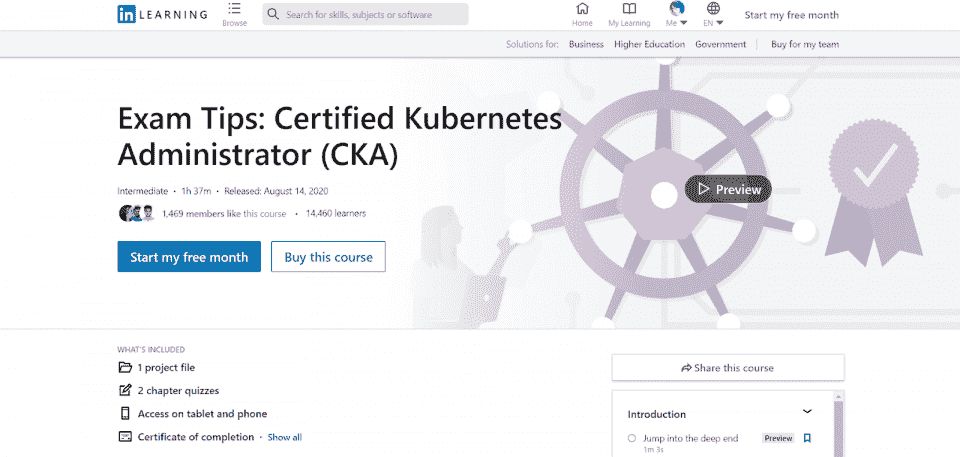 in LEARNING
Browse
Search for skills, subjects or software
Home
My Learning
Me
EN
Start my free month
Solutions for: Business Higher Education Government Buy for my team
Exam Tips: Certified Kubernetes
Administrator (CKA)
Intermediate • 1h 37m • Released: August 14, 2020
1,469 members like this course • 14,460 learners
Start my free month
Buy this course
Preview
WHAT'S INCLUDED
1 project file
2 chapter quizzes
Access on tablet and phone
Certificate of completion • Show all
Share this course
Introduction
Jump into the deep end Preview
1m 3s